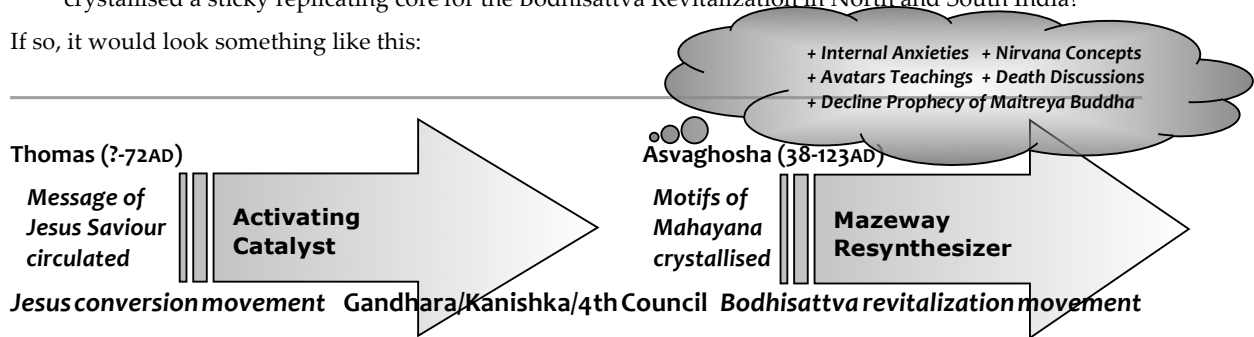 crystallised a sticky replicating core for the Bodhisattva Revitalization in North and South India?
If so, it would look something like this:
+ Internal Anxieties + Nirvana Concepts
+ Avatars Teachings + Death Discussions
+ Decline Prophecy of Maitreya Buddha
Thomas (?-72AD)
Message of
Jesus Saviour
circulated
Activating
Catalyst
Asvaghosha (38-123AD)
Motifs of
Mahayana
crystallised
Mazeway
Resynthesizer
Jesus conversion movement Gandhara/Kanishka/4th Council Bodhisattva revitalization movement